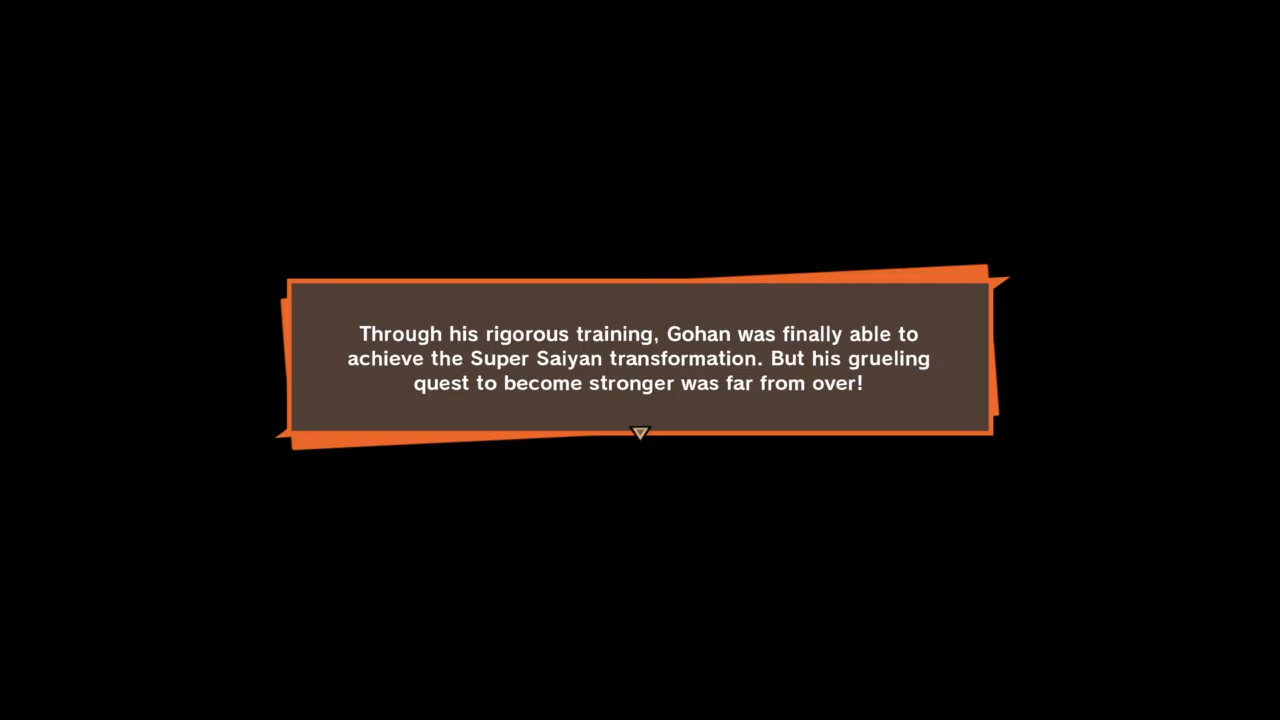 Through his rigorous training, Gohan was finally able to
achieve the Super Saiyan transformation. But his grueling
quest to become stronger was far from over!